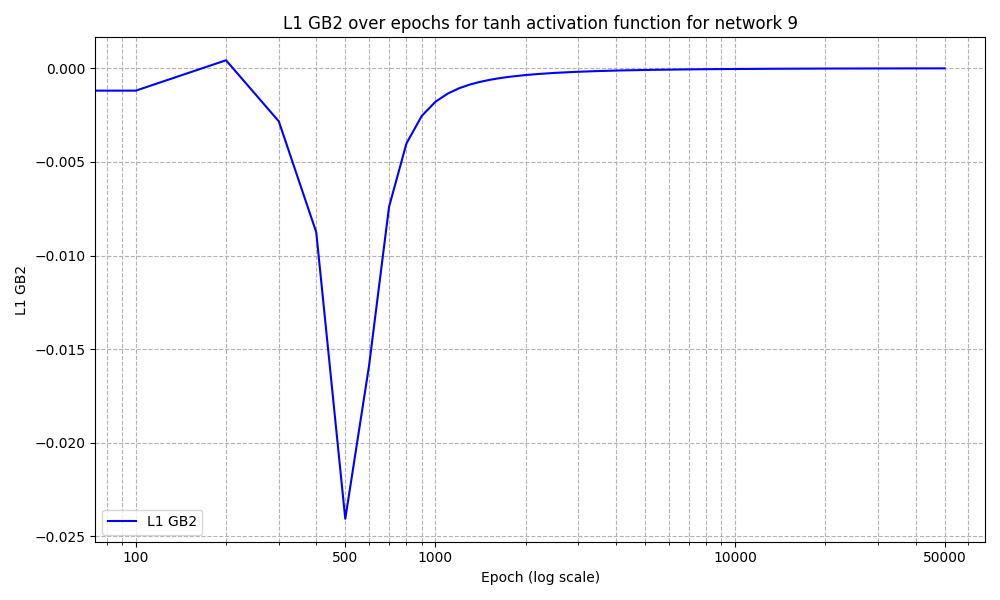 L1 GB2 over epochs for tanh activation function for network 9
0.000
−0.005
−0.010
−0.015
−0.020
−0.025
L1 GB2
L1 GB2
100
500
1000
10000
50000
Epoch (log scale)